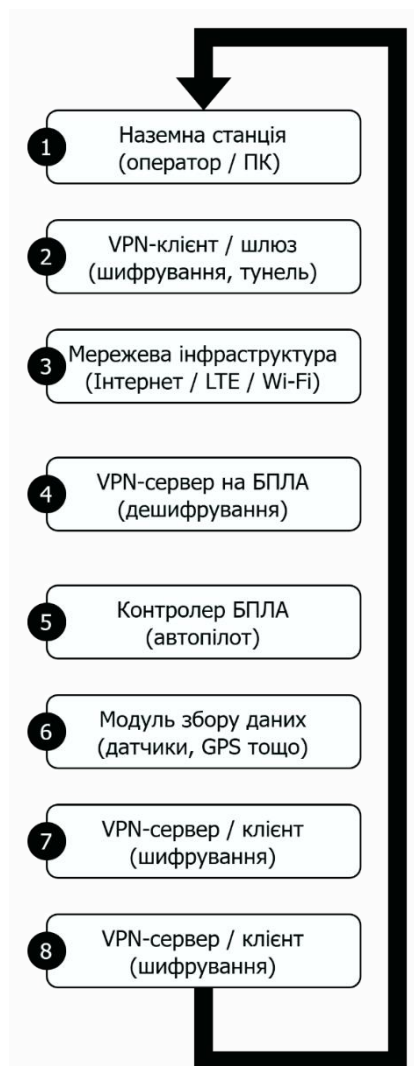 1
Наземна станція
(оператор / ПК)
2
VPN-клієнт / шлюз
(шифрування, тунель)
3
Мережева інфраструктура
(Інтернет / LTE / Wi-Fi)
4
VPN-сервер на БПЛА
(дешифрування)
5
Контролер БПЛА
(автопілот)
6
Модуль збору даних
(датчики, GPS тощо)
7
VPN-сервер / клієнт
(шифрування)
8
VPN-сервер / клієнт
(шифрування)